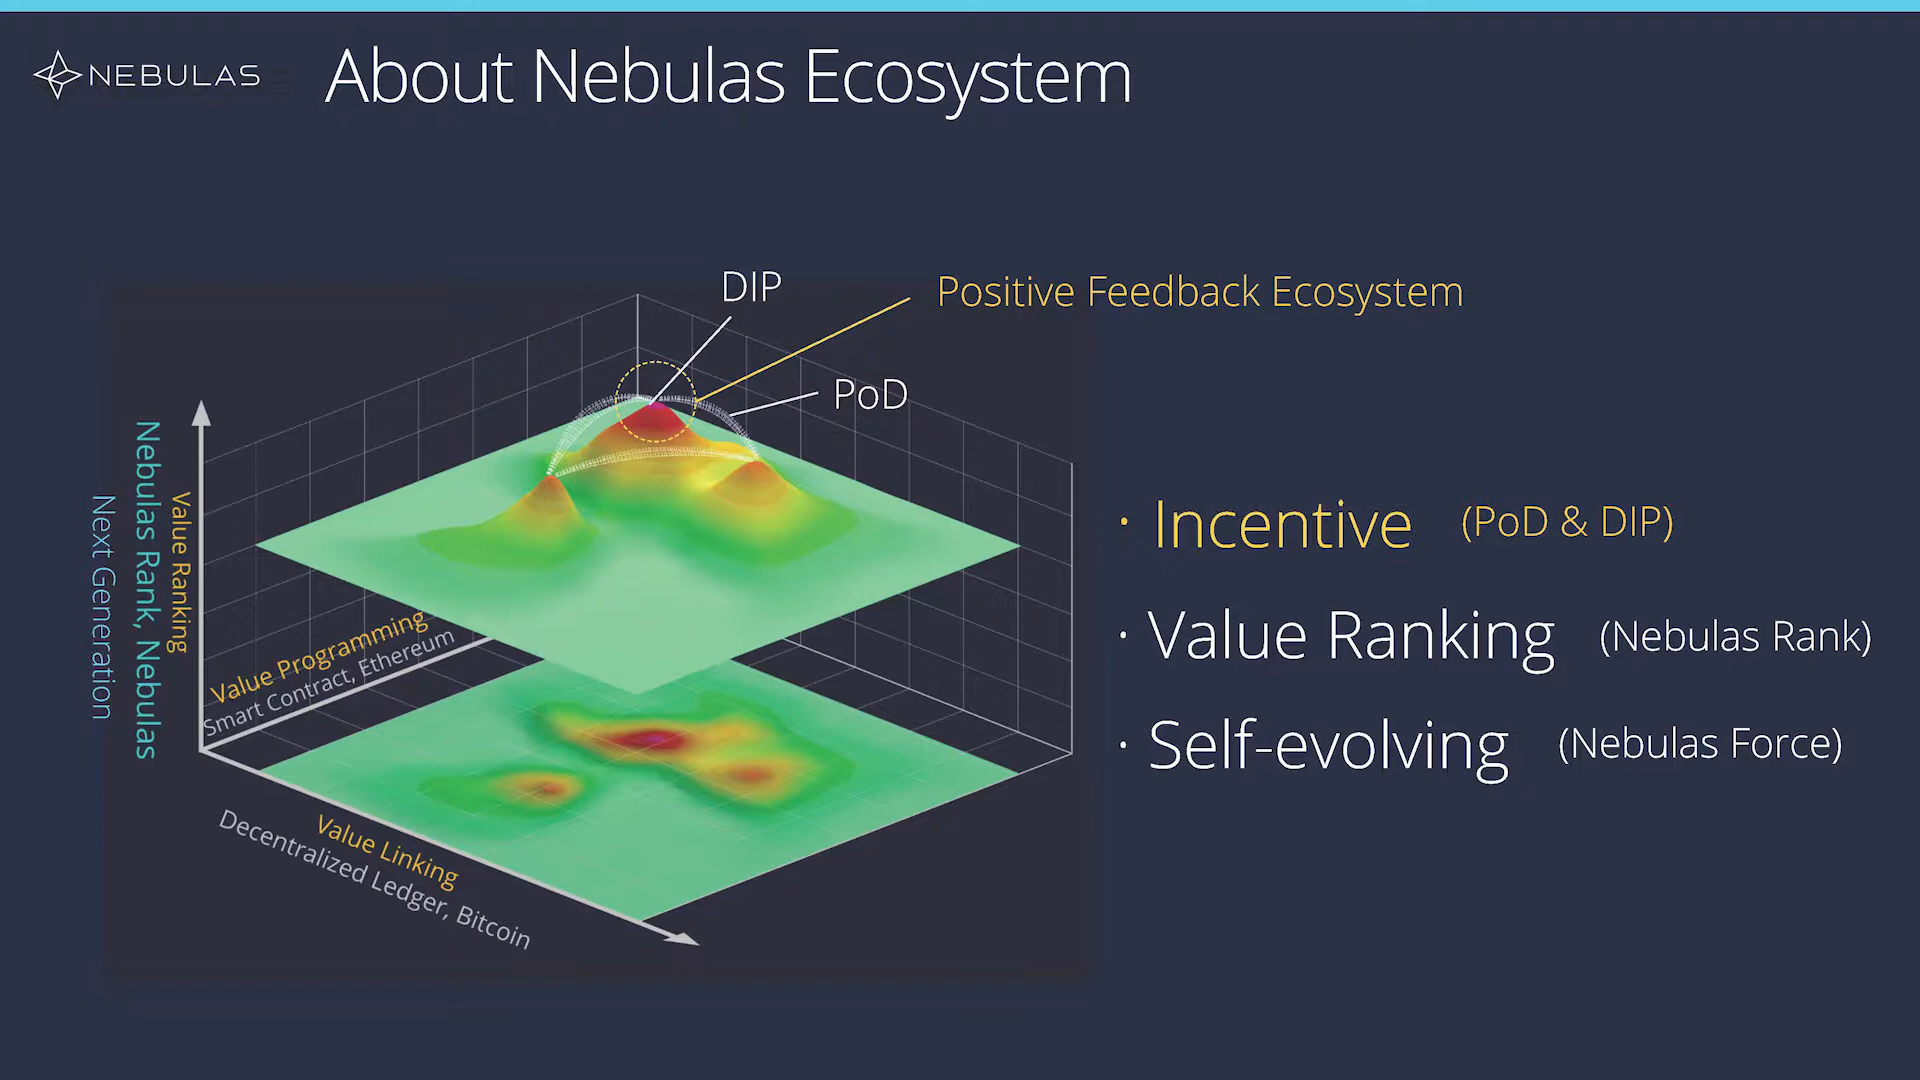 NEBULAS
About Nebulas Ecosystem
DIP
Positive Feedback Ecosystem
PoD
Value Ranking
Nebulas Rank, Nebulas
Next Generation
Value Programming
Smart Contract, Ethereum
Value Linking
Decentralized Ledger, Bitcoin
· Incentive (PoD & DIP)
· Value Ranking (Nebulas Rank)
· Self-evolving (Nebulas Force)